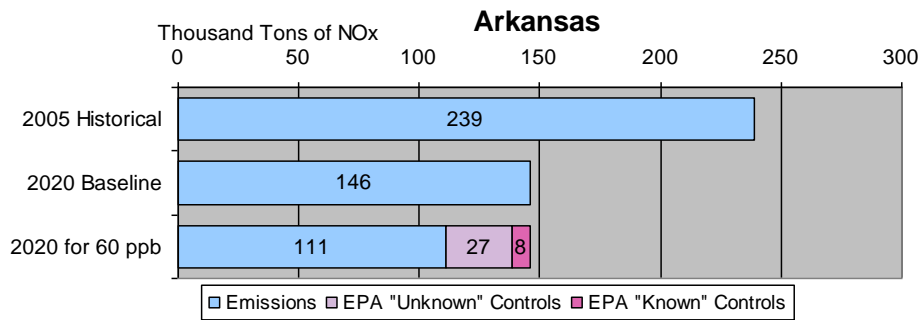 Arkansas
Thousand Tons of NOx
0 50 100 150 200 250 300
2005 Historical 239
2020 Baseline 146
2020 for 60 ppb 111 27 8
Emissions EPA "Unknown" Controls EPA "Known" Controls